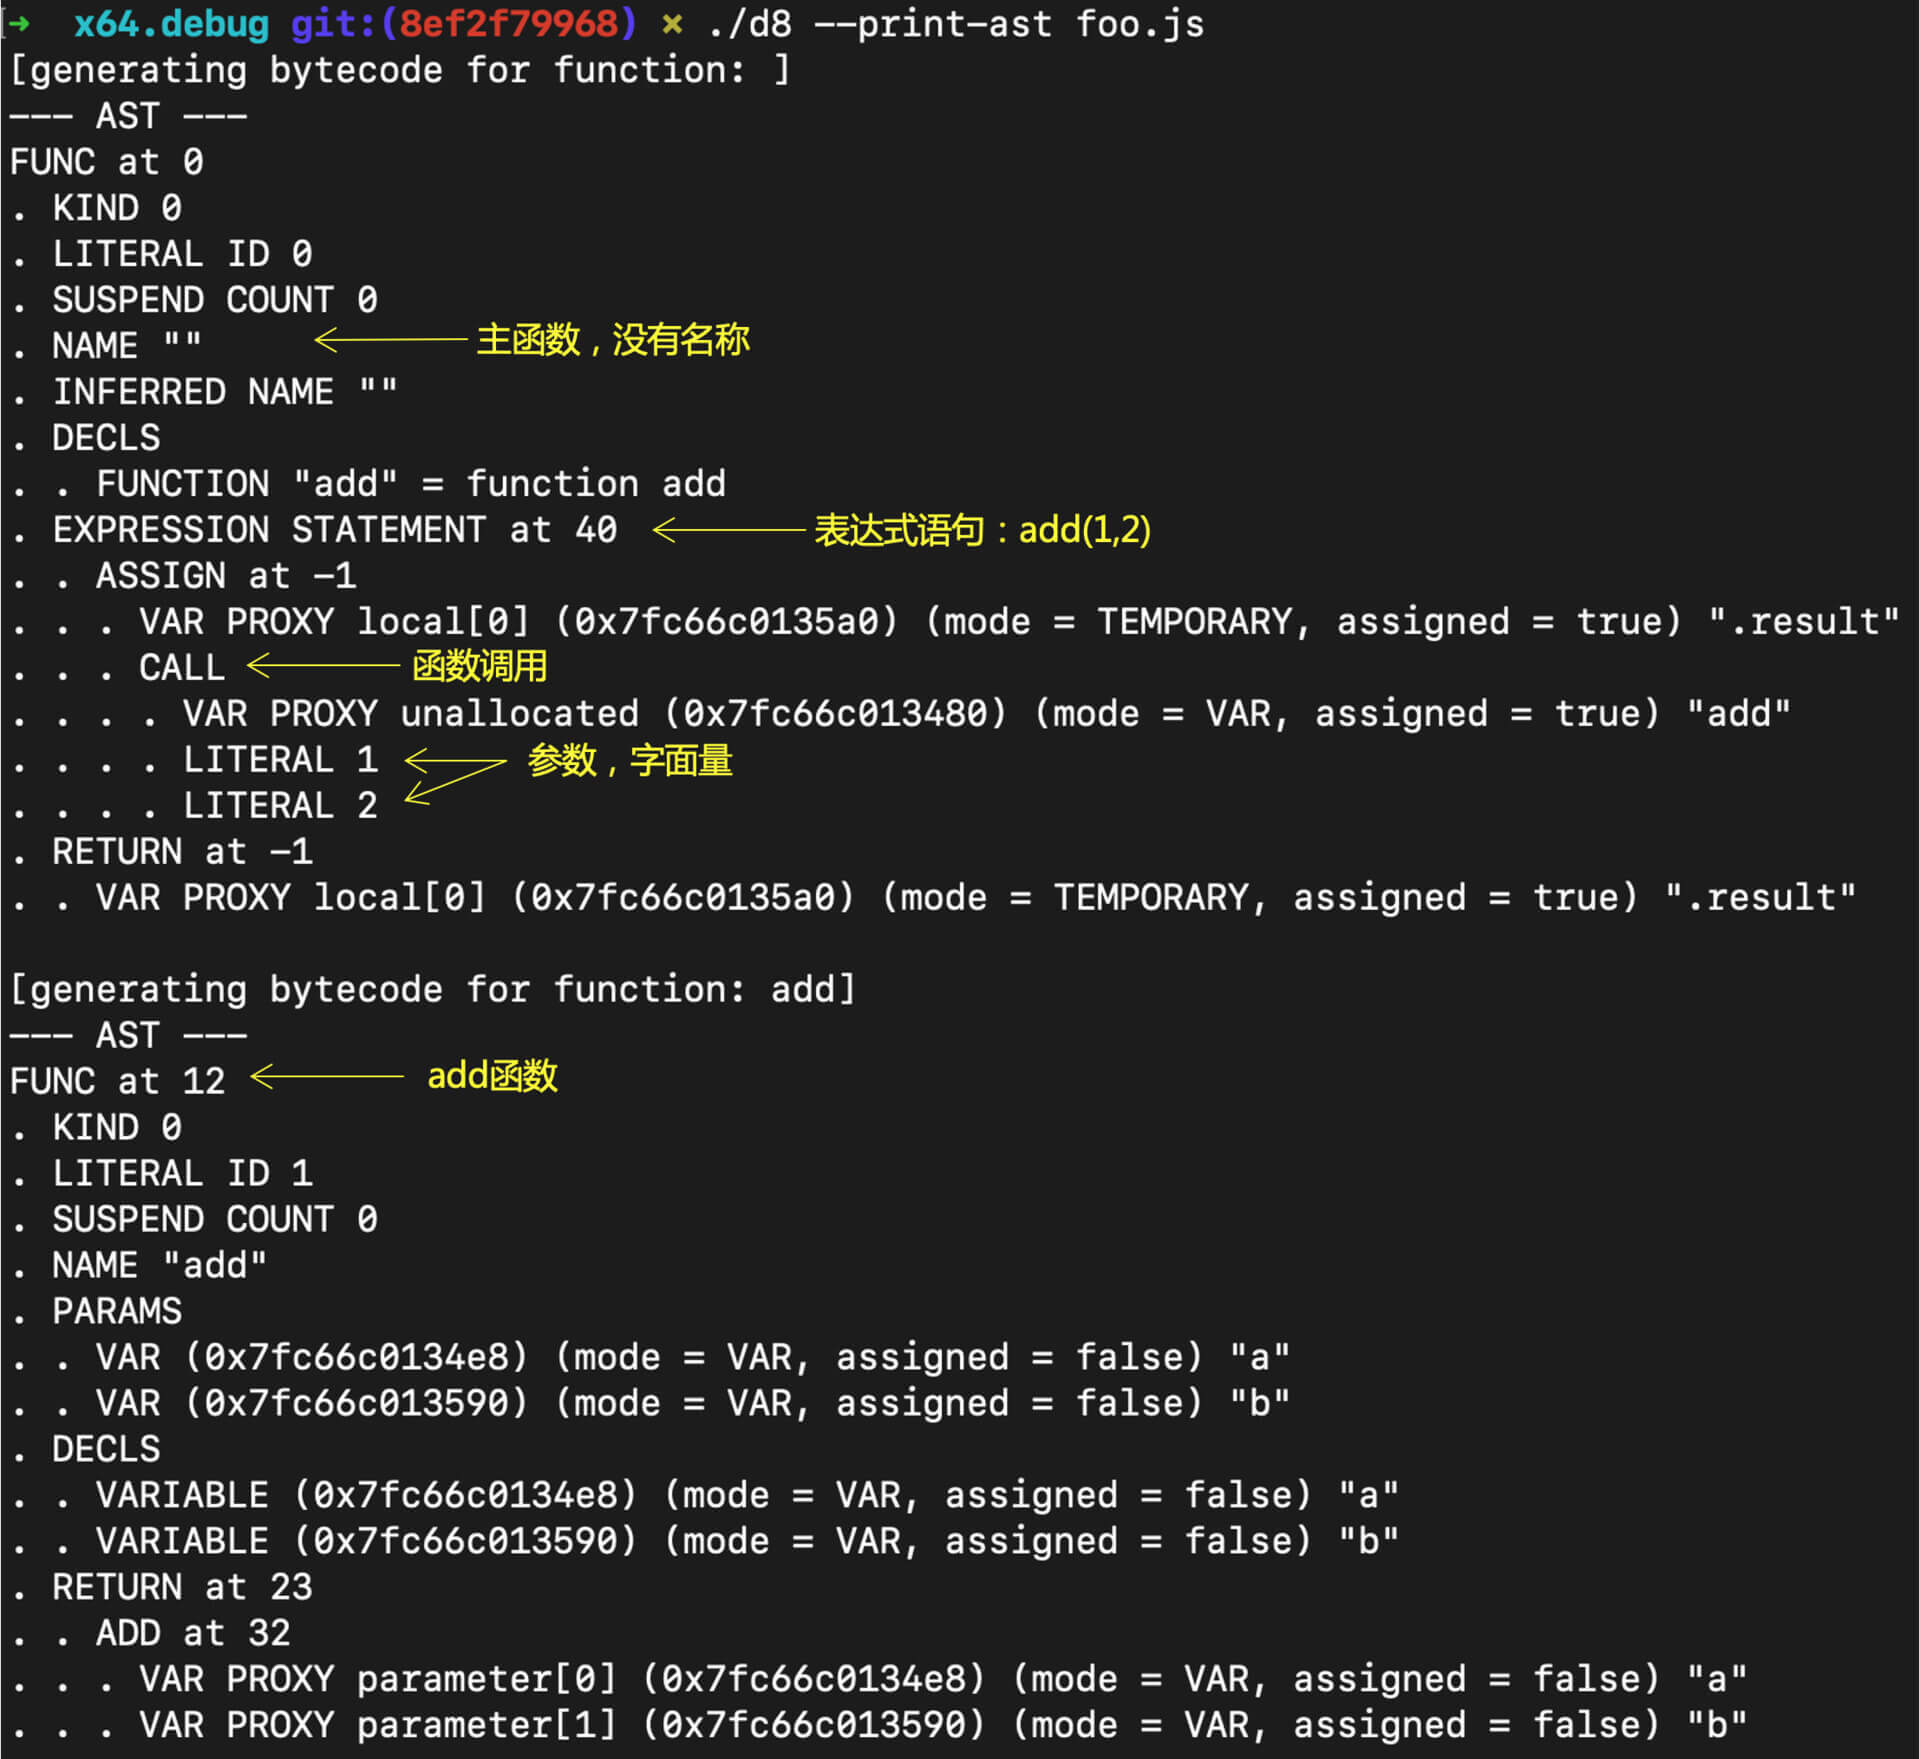 ➜ x64.debug git:(8ef2f79968) ✗ ./d8 --print-ast foo.js
[generating bytecode for function: ]
--- AST ---
FUNC at 0
. KIND 0
. LITERAL ID 0
. SUSPEND COUNT 0
. NAME "" 主函数，没有名称
. INFERRED NAME ""
. DECLS
. . FUNCTION "add" = function add
. EXPRESSION STATEMENT at 40 表达式语句：add(1,2)
. . ASSIGN at -1
. . . VAR PROXY local[0] (0x7fc66c0135a0) (mode = TEMPORARY, assigned = true) ".result"
. . . CALL 函数调用
. . . . VAR PROXY unallocated (0x7fc66c013480) (mode = VAR, assigned = true) "add"
. . . . LITERAL 1 参数，字面量
. . . . LITERAL 2
. RETURN at -1
. . VAR PROXY local[0] (0x7fc66c0135a0) (mode = TEMPORARY, assigned = true) ".result"
[generating bytecode for function: add]
--- AST ---
FUNC at 12 add函数
. KIND 0
. LITERAL ID 1
. SUSPEND COUNT 0
. NAME "add"
. PARAMS
. . VAR (0x7fc66c0134e8) (mode = VAR, assigned = false) "a"
. . VAR (0x7fc66c013590) (mode = VAR, assigned = false) "b"
. DECLS
. . VARIABLE (0x7fc66c0134e8) (mode = VAR, assigned = false) "a"
. . VARIABLE (0x7fc66c013590) (mode = VAR, assigned = false) "b"
. RETURN at 23
. . ADD at 32
. . . VAR PROXY parameter[0] (0x7fc66c0134e8) (mode = VAR, assigned = false) "a"
. . . VAR PROXY parameter[1] (0x7fc66c013590) (mode = VAR, assigned = false) "b"